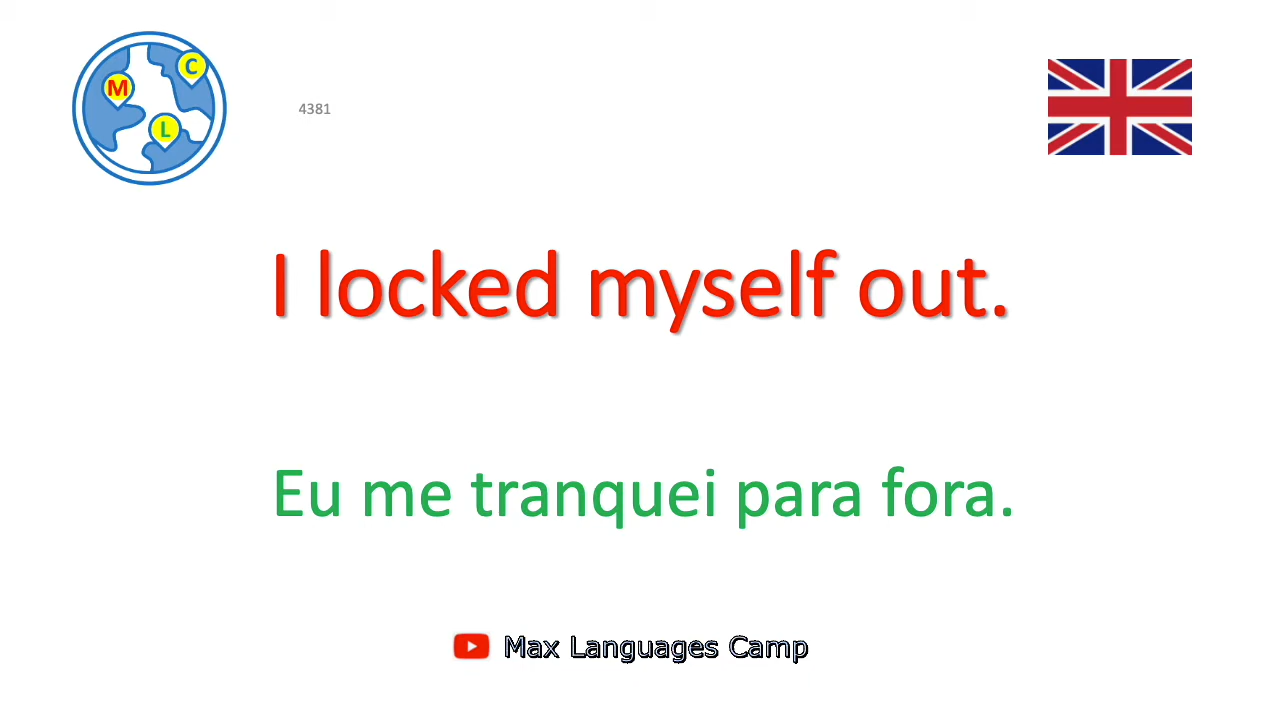 M
C
L
4381
I locked myself out.
Eu me tranquei para fora.
Max Languages Camp